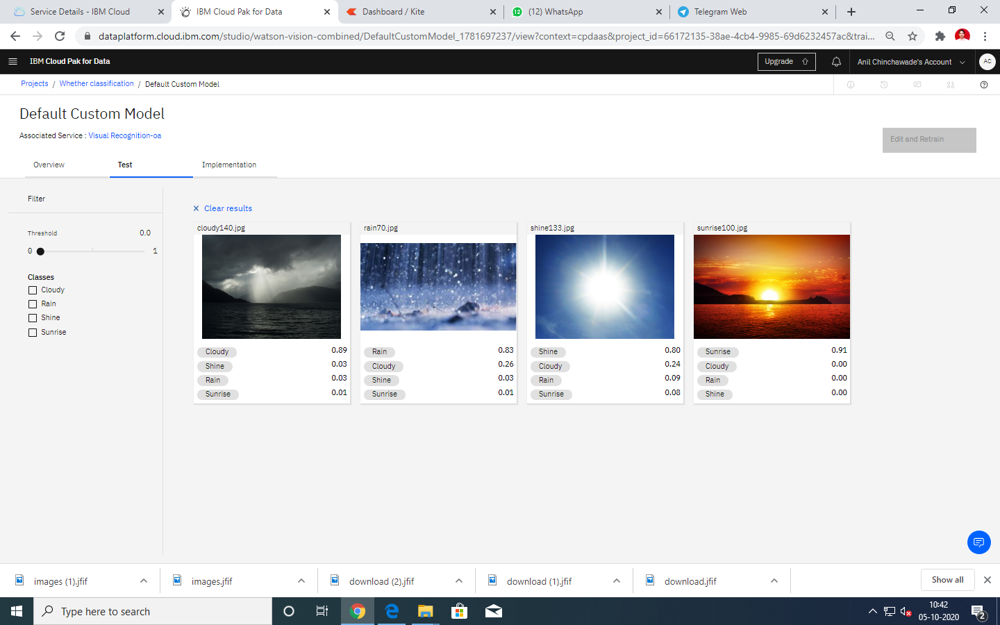 Service Details - IBM Cloud
IBM Cloud Pak for Data
Dashboard / Kite
12
(12) WhatsApp
Telegram Web
dataplatform.cloud.ibm.com/studio/watson-vision-combined/DefaultCustomModel_1781697237/view?context=cpdaas&project_id=66172135-38ae-4cb4-9985-69d6232457ac&trai...
IBM Cloud Pak for Data
Upgrade
Anil Chinchawade's Account
AC
Projects / Whether classification / Default Custom Model
Default Custom Model
Associated Service : Visual Recognition-oa
Edit and Retrain
Overview
Test
Implementation
Filter
Threshold 0.0
0 1
Classes
Cloudy
Rain
Shine
Sunrise
Clear results
cloudy140.jpg
Cloudy 0.89
Shine 0.03
Rain 0.03
Sunrise 0.01
rain70.jpg
Rain 0.83
Cloudy 0.26
Shine 0.03
Sunrise 0.01
shine133.jpg
Shine 0.80
Cloudy 0.24
Rain 0.09
Sunrise 0.08
sunrise100.jpg
Sunrise 0.91
Cloudy 0.00
Rain 0.00
Shine 0.00
images (1).jfif
images.jfif
download (2).jfif
download (1).jfif
download.jfif
Show all
Type here to search
10:42
05-10-2020
2